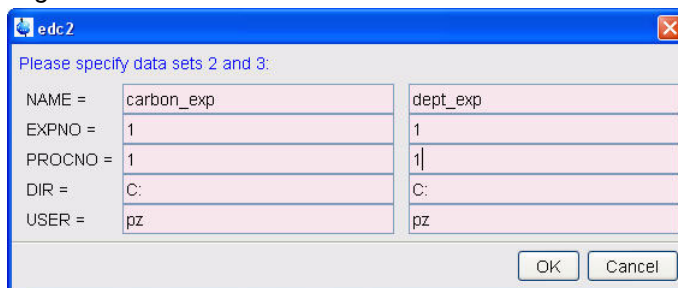 edc2
Please specify data sets 2 and 3:
NAME = carbon_exp dept_exp
EXPNO = 1 1
PROCNO = 1 1
DIR = C: C:
USER = pz pz
OK Cancel